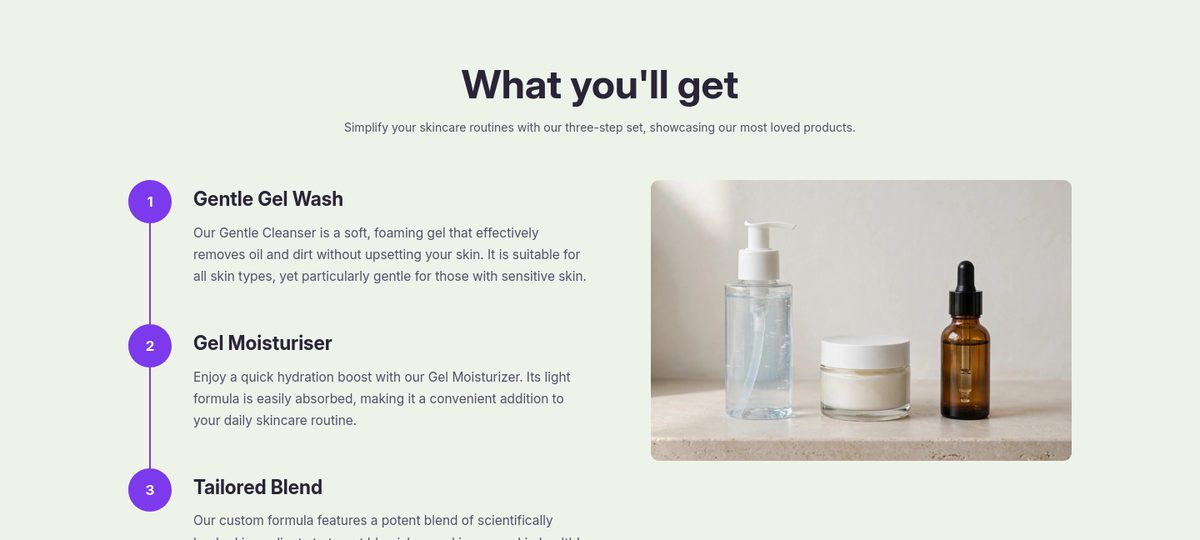 What you'll get
Simplify your skincare routines with our three-step set, showcasing our most loved products.
1
Gentle Gel Wash
Our Gentle Cleanser is a soft, foaming gel that effectively
removes oil and dirt without upsetting your skin. It is suitable for
all skin types, yet particularly gentle for those with sensitive skin.
2
Gel Moisturiser
Enjoy a quick hydration boost with our Gel Moisturizer. Its light
formula is easily absorbed, making it a convenient addition to
your daily skincare routine.
3
Tailored Blend
Our custom formula features a potent blend of scientifically